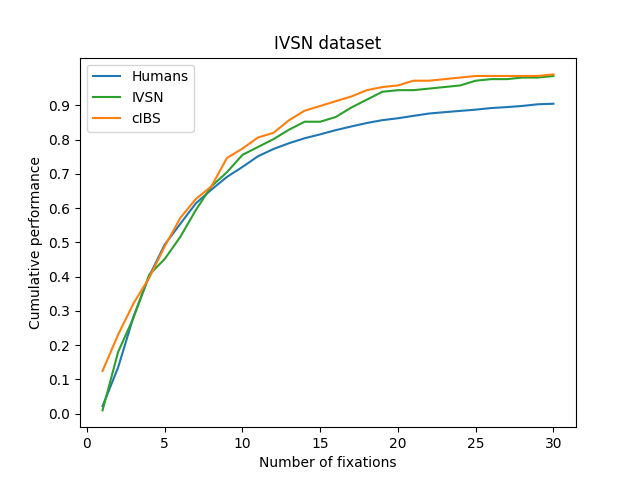 IVSN dataset
Humans
IVSN
cIBS
Cumulative performance
0.9
0.8
0.7
0.6
0.5
0.4
0.3
0.2
0.1
0.0
0 5 10 15 20 25 30
Number of fixations